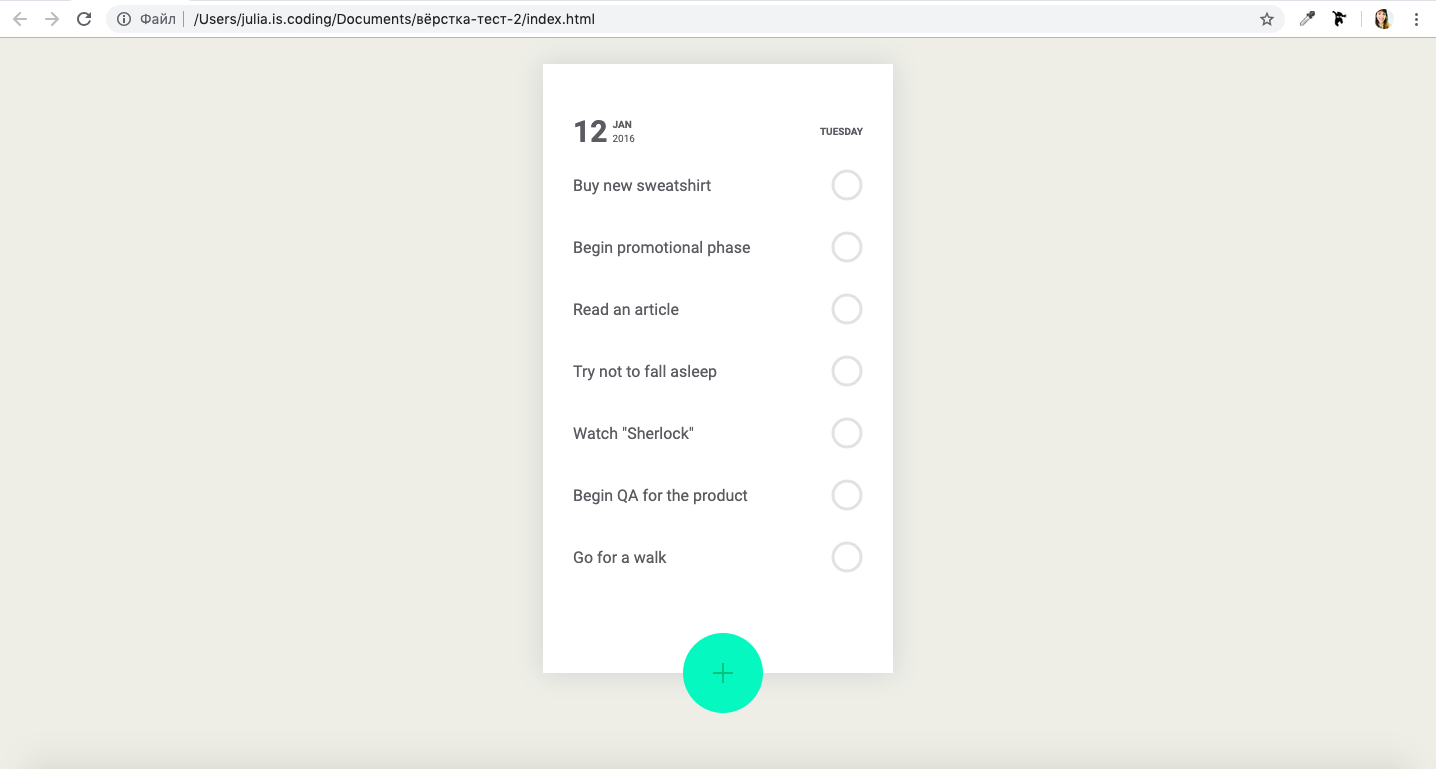 Файл /Users/julia.is.coding/Documents/вёрстка-тест-2/index.html
12 JAN 2016 TUESDAY
Buy new sweatshirt
Begin promotional phase
Read an article
Try not to fall asleep
Watch "Sherlock"
Begin QA for the product
Go for a walk